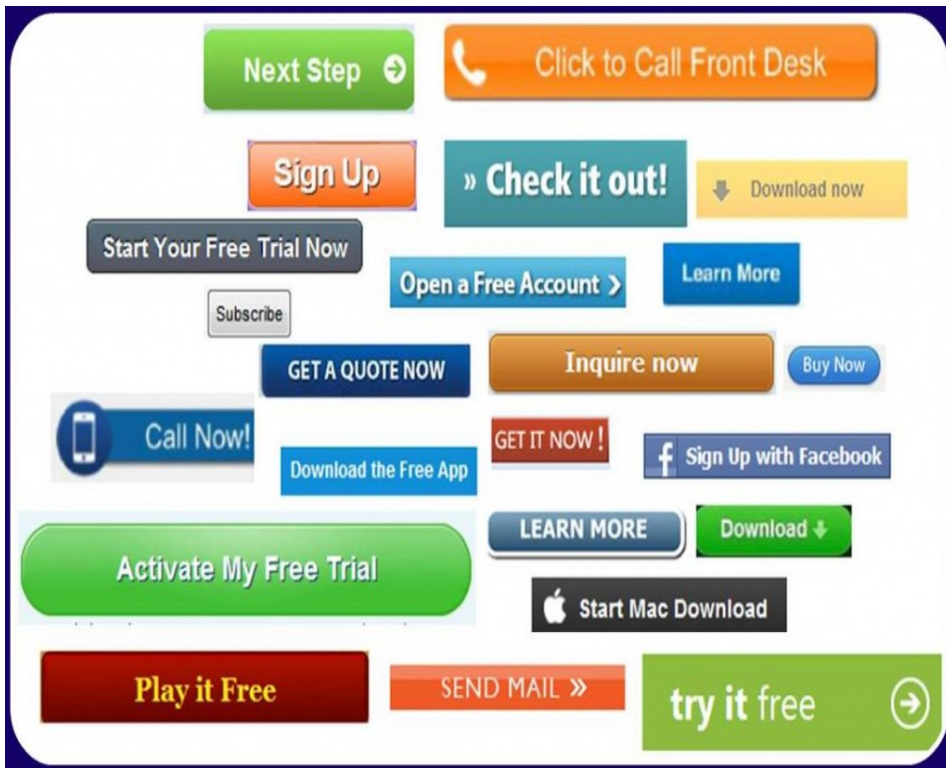 Next Step
Click to Call Front Desk
Sign Up
» Check it out!
Download now
Start Your Free Trial Now
Open a Free Account
Learn More
Subscribe
GET A QUOTE NOW
Inquire now
Buy Now
Call Now!
Download the Free App
GET IT NOW!
f Sign Up with Facebook
Activate My Free Trial
LEARN MORE
Download
Start Mac Download
Play it Free
SEND MAIL »
try it free